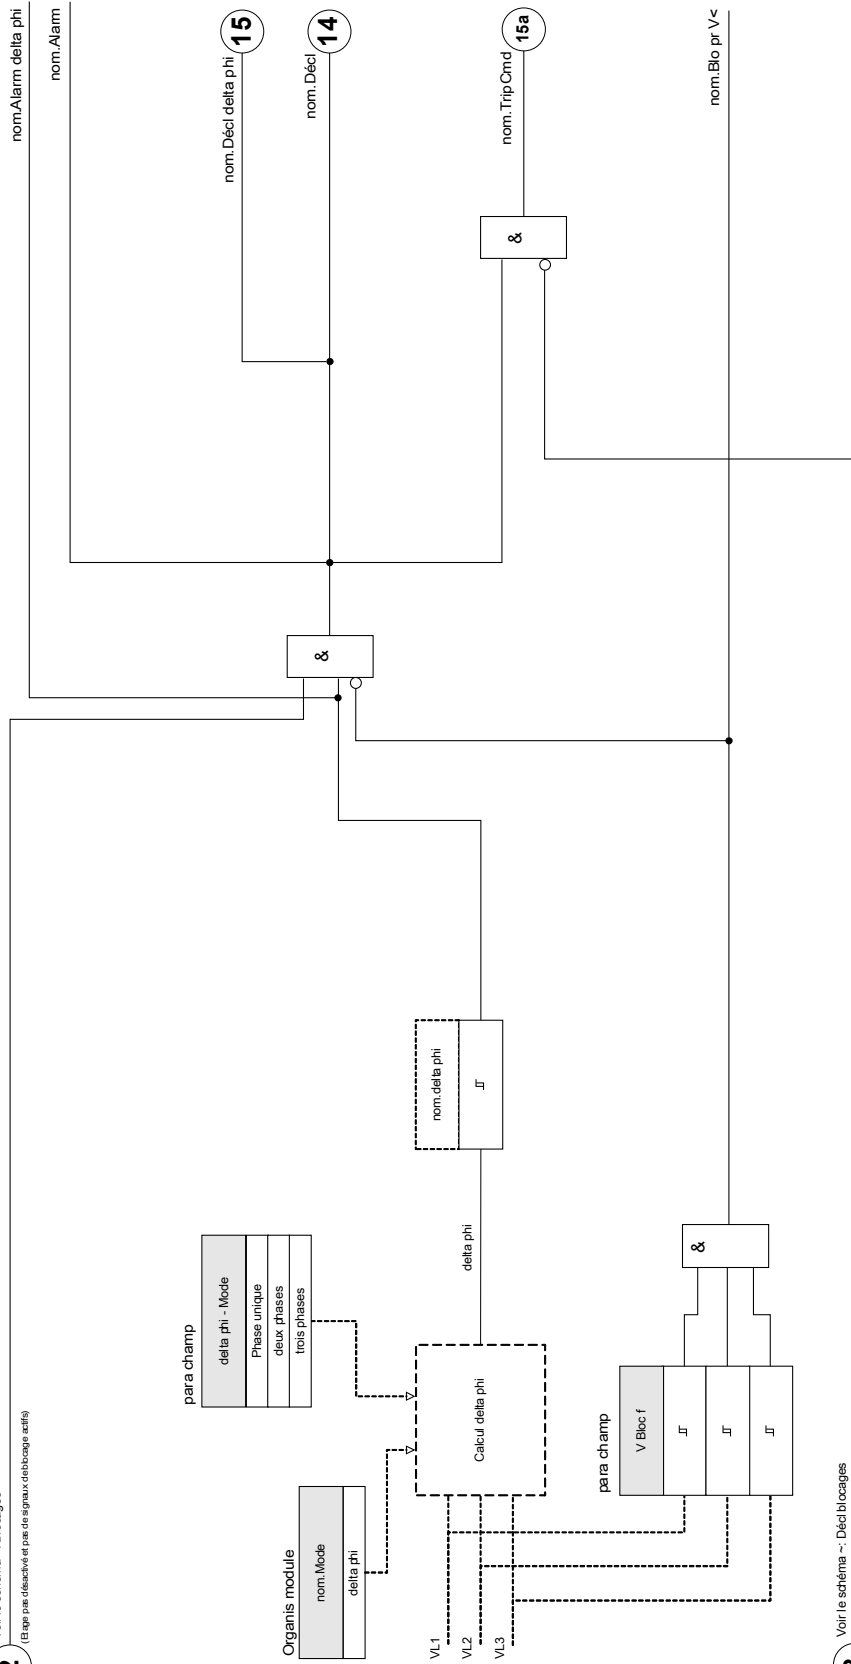 nom.Alarm delta phi
nom.Alarm
15
nom.Décl delta phi
14
nom.Décl
15a
nom.TripCmd
nom.Blo pr V<
&
&
(Etage pas désactivé et pas de signaux de blocage actifs)
para champ
delta phi - Mode
Phase unique
deux phases
trois phases
Organis module
nom.Mode
delta phi
Calcul delta phi
delta phi
nom.delta phi
VL1
VL2
VL3
para champ
V Bloc f
&
Voir le schéma ~: Décl blocages